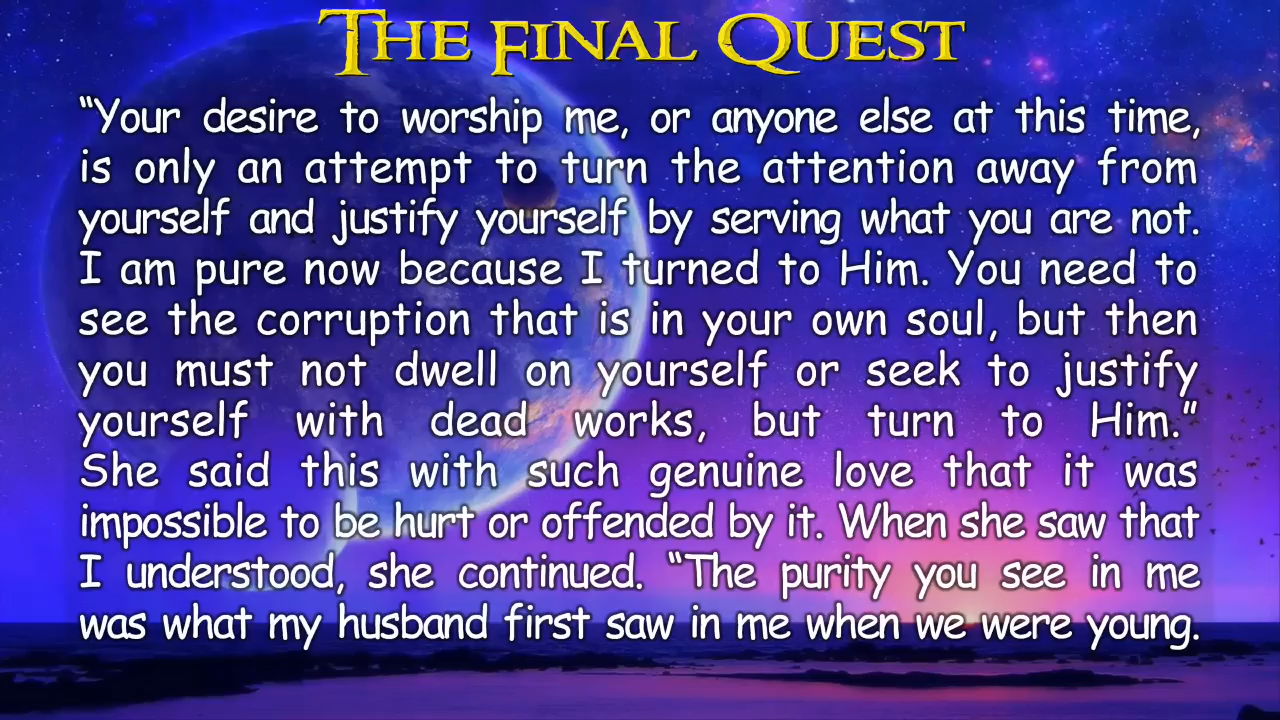 The Final Quest
“Your desire to worship me, or anyone else at this time,
is only an attempt to turn the attention away from
yourself and justify yourself by serving what you are not.
I am pure now because I turned to Him. You need to
see the corruption that is in your own soul, but then
you must not dwell on yourself or seek to justify
yourself with dead works, but turn to Him.”
She said this with such genuine love that it was
impossible to be hurt or offended by it. When she saw that
I understood, she continued. “The purity you see in me
was what my husband first saw in me when we were young.